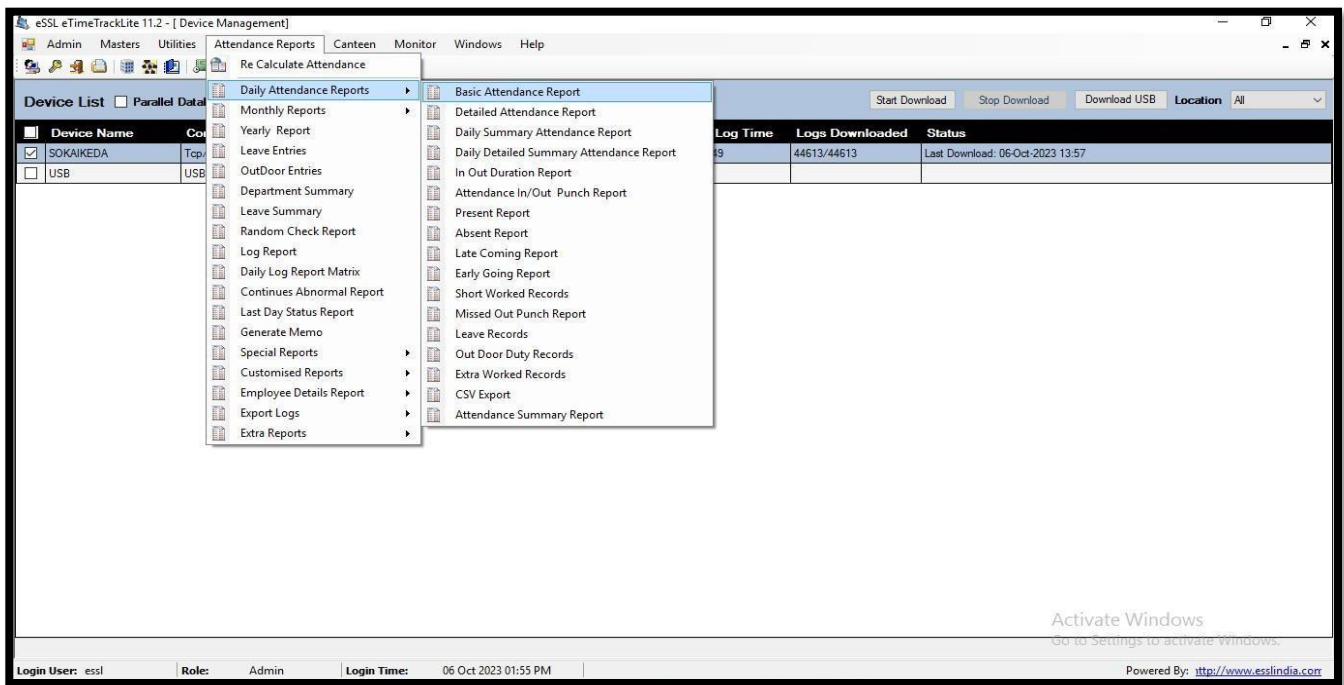 eSSL eTimeTrackLite 11.2 - [ Device Management]
Admin Masters Utilities Attendance Reports Canteen Monitor Windows Help
Re Calculate Attendance
Device List Parallel
Start Download Stop Download Download USB Location All
Device Name Log Time Logs Downloaded Status
SOKAIKEDA 44613/44613 Last Download: 06-Oct-2023 13:57
USB USB
Daily Attendance Reports
Monthly Reports
Yearly Report
Leave Entries
OutDoor Entries
Department Summary
Leave Summary
Random Check Report
Log Report
Daily Log Report Matrix
Continues Abnormal Report
Last Day Status Report
Generate Memo
Special Reports
Customised Reports
Employee Details Report
Export Logs
Extra Reports
Basic Attendance Report
Detailed Attendance Report
Daily Summary Attendance Report
Daily Detailed Summary Attendance Report
In Out Duration Report
Attendance In/Out Punch Report
Present Report
Absent Report
Late Coming Report
Early Going Report
Short Worked Records
Missed Out Punch Report
Leave Records
Out Door Duty Records
Extra Worked Records
CSV Export
Attendance Summary Report
Activate Windows
Go to Settings to activate Windows.
Login User: essl Role: Admin Login Time: 06 Oct 2023 01:55 PM Powered By: http://www.esslindia.com